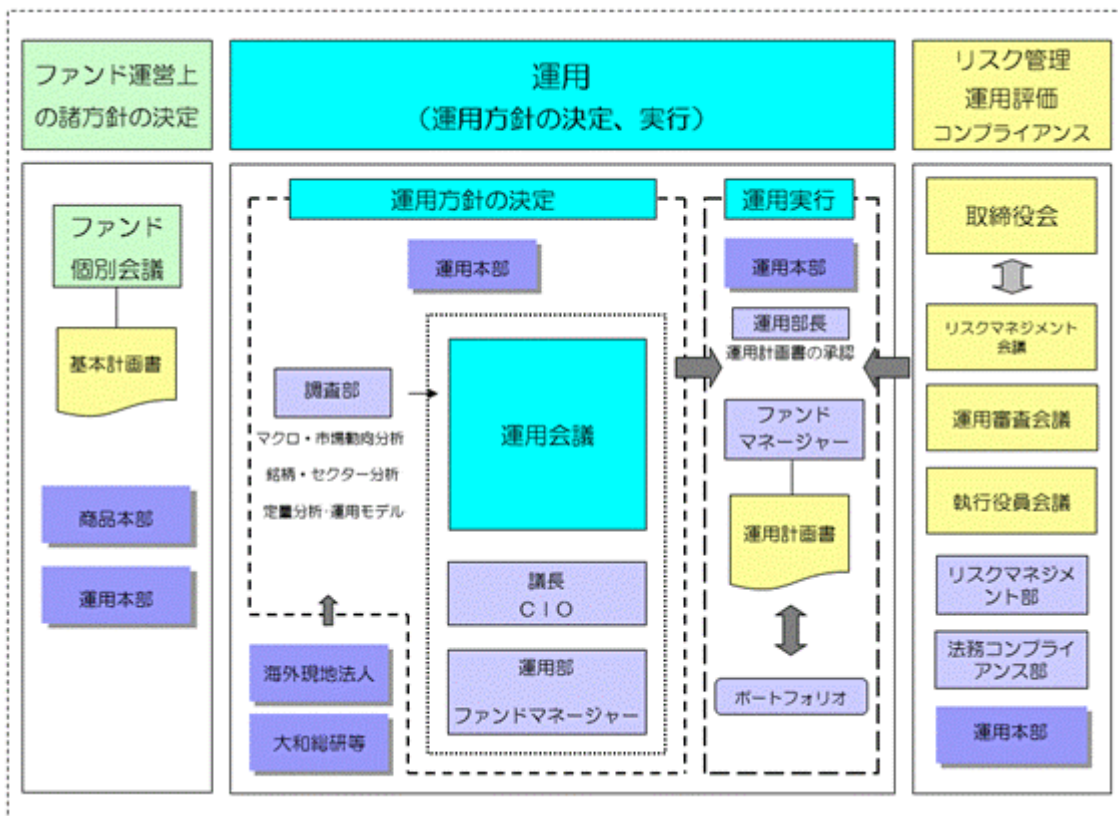 ファンド運営上
の諸方針の決定
運用
(運用方針の決定、実行)
リスク管理
運用評価
コンプライアンス
ファンド
個別会議
基本計画書
商品本部
運用本部
運用方針の決定
運用本部
調査部
マクロ・市場動向分析
銘柄・セクター分析
定量分析・運用モデル
運用会議
議長
CIO
運用部
ファンドマネージャー
海外現地法人
大和総研等
運用実行
運用本部
運用部長
運用計画書の承認
ファンド
マネージャー
運用計画書
ポートフォリオ
取締役会
リスクマネジメント
会議
運用審査会議
執行役員会議
リスクマネジメ
ント部
法務コンプライ
アンス部
運用本部